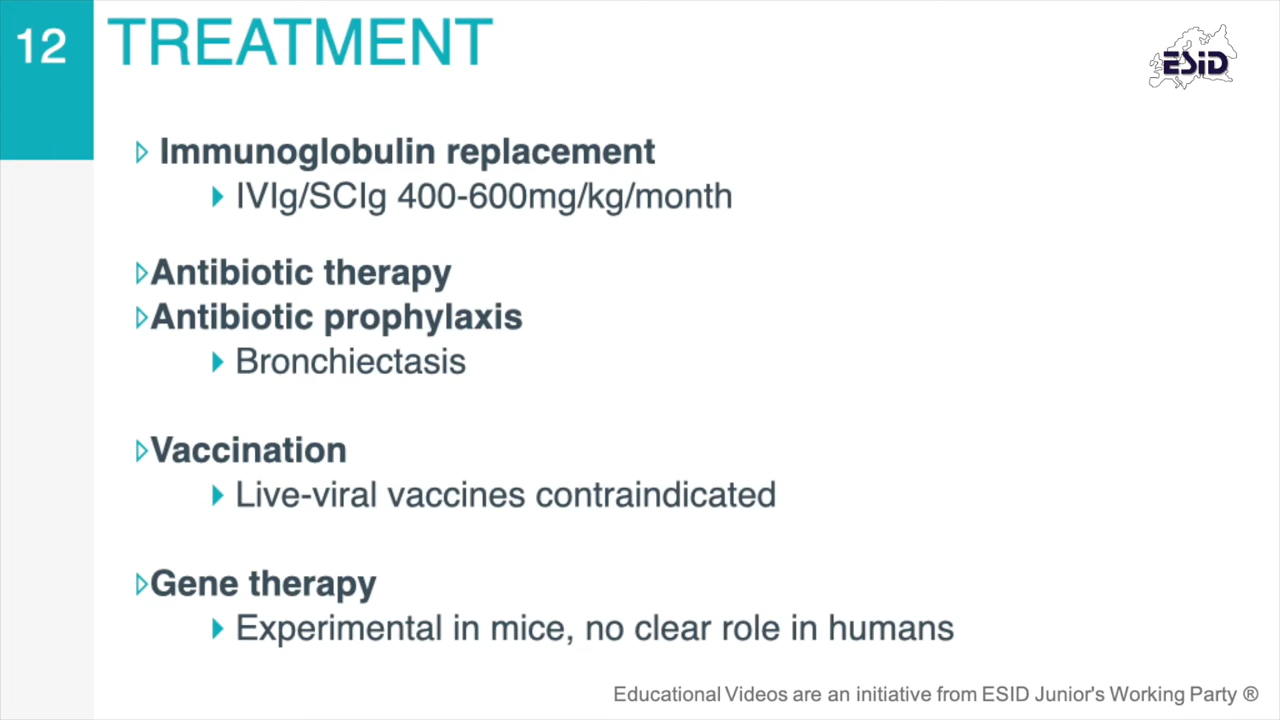 12
TREATMENT
ESiD
Immunoglobulin replacement
IVIg/SCIg 400-600mg/kg/month
Antibiotic therapy
Antibiotic prophylaxis
Bronchiectasis
Vaccination
Live-viral vaccines contraindicated
Gene therapy
Experimental in mice, no clear role in humans
Educational Videos are an initiative from ESID Junior's Working Party ®